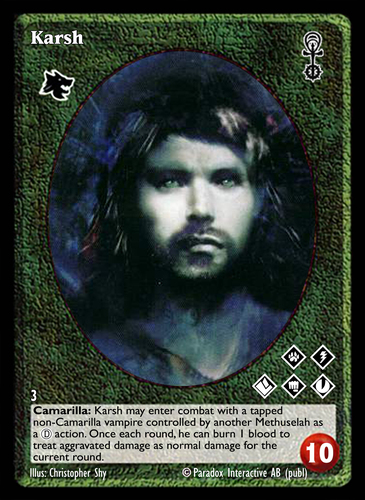 Karsh
3
Camarilla: Karsh may enter combat with a tapped
non-Camarilla vampire controlled by another Methuselah as
a Ⓓ action. Once each round, he can burn 1 blood to
treat aggravated damage as normal damage for the
current round.
10
Illus: Christopher Shy © Paradox Interactive AB (publ)